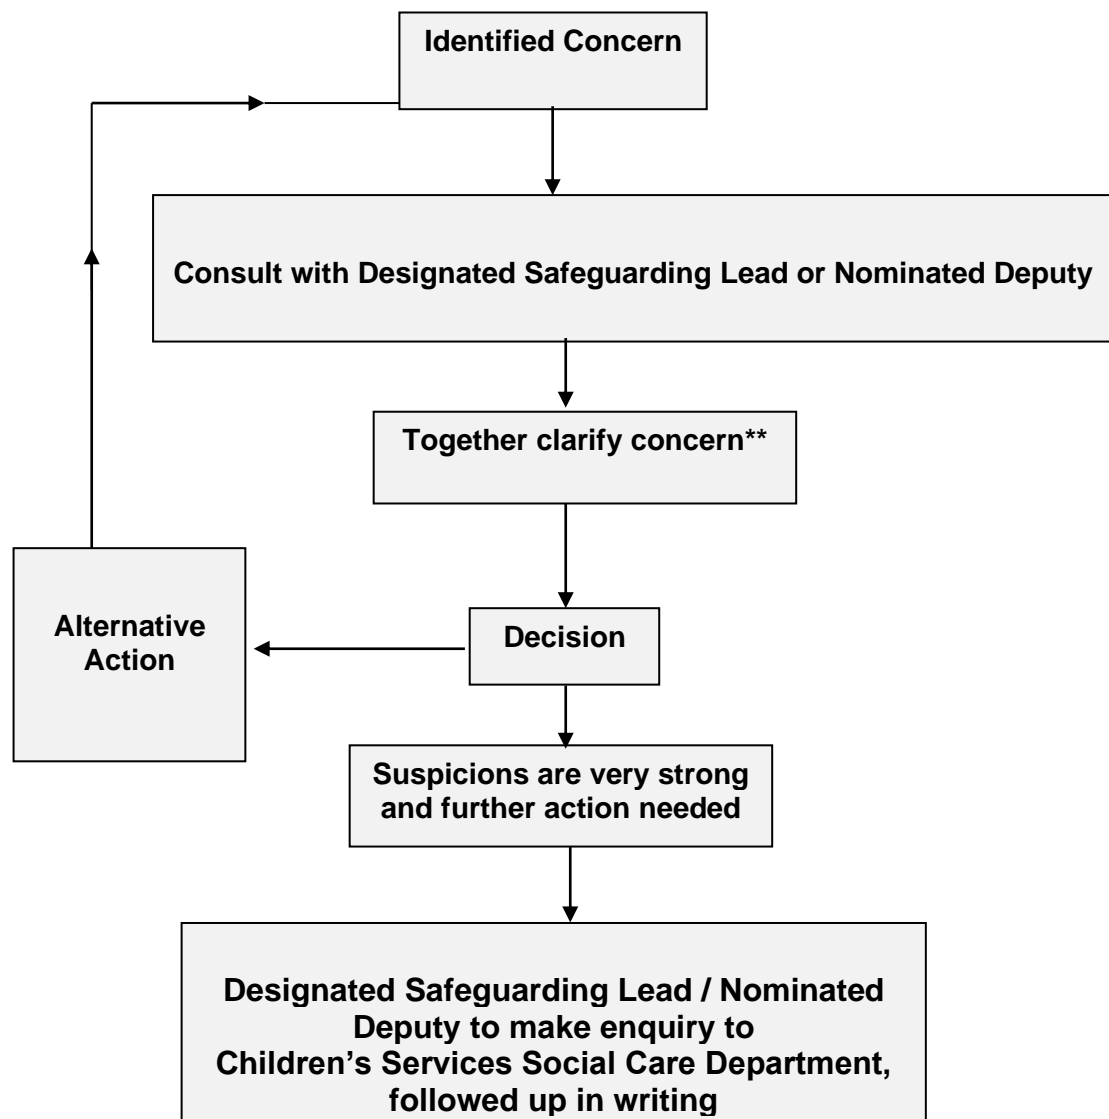 Identified Concern
Consult with Designated Safeguarding Lead or Nominated Deputy
Together clarify concern**
Alternative
Action
Decision
Suspicions are very strong
and further action needed
Designated Safeguarding Lead / Nominated
Deputy to make enquiry to
Children’s Services Social Care Department,
followed up in writing